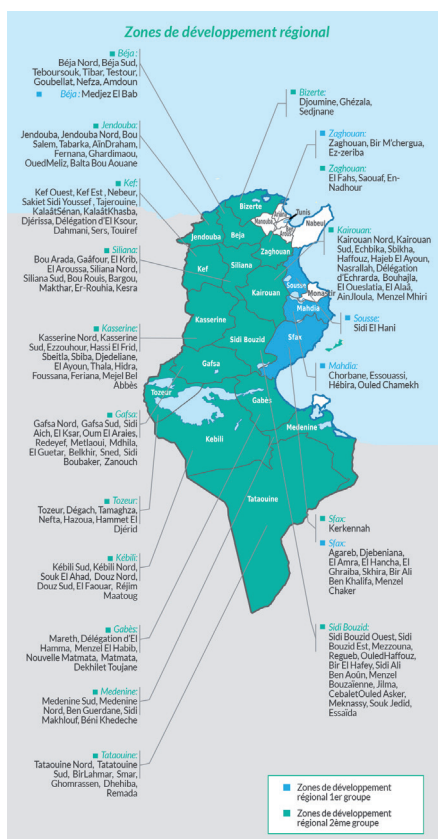 Zones de développement régional
Béja :
Béja Nord, Béja Sud,
Teboursouk, Tibar, Testour,
Goubellat, Nefza, Amdoun
Béja : Medjez El Bab
Jendouba:
Jendouba, Jendouba Nord, Bou
Salem, Tabarka, AïnDraham,
Fernana, Ghardimaou,
OuedMeliz, Balta Bou Aouane
Kef:
Kef Ouest, Kef Est , Nebeur,
Sakiet Sidi Youssef , Tajerouine,
KalaâtSénan, KalaâtKhasba,
Djérissa, Délégation d'El Ksour,
Dahmani, Sers, Touiref
Siliana:
Bou Arada, Gaâfour, El Krib,
El Aroussa, Siliana Nord,
Siliana Sud, Bou Rouis, Bargou,
Makthar, Er-Rouhia, Kesra
Kasserine:
Kasserine Nord, Kasserine
Sud, Ezzouhour, Hassi El Frid,
Sbeitla, Sbiba, Djedeliane,
El Ayoun, Thala, Hidra,
Foussana, Feriana, Mejel Bel
Abbès
Gafsa:
Gafsa Nord, Gafsa Sud, Sidi
Aich, El Ksar, Oum El Araies,
Redeyef, Metlaoui, Mdhila,
El Guetar, Belkhir, Sned, Sidi
Boubaker, Zanouch
Tozeur:
Tozeur, Dégach, Tamaghza,
Nefta, Hazoua, Hammet El
Djérid
Kébili:
Kébili Sud, Kébili Nord,
Souk El Ahad, Douz Nord,
Douz Sud, El Faouar, Réjim
Maatoug
Gabès:
Mareth, Délégation d'El
Hamma, Menzel El Habib,
Nouvelle Matmata, Matmata,
Dekhilet Toujane
Medenine:
Medenine Sud, Medenine
Nord, Ben Guerdane, Sidi
Makhlouf, Béni Khedeche
Tataouine:
Tataouine Nord, Tatatouine
Sud, BirLahmar, Smar,
Ghomrassen, Dhehiba,
Remada
Bizerte:
Djoumine, Ghézala,
Sedjnane
Zaghouan:
Zaghouan, Bir M'chergua,
Ez-zeriba
Zaghouan:
El Fahs, Saouaf, En-
Nadhour
Kairouan:
Kairouan Nord, Kairouan
Sud, Echbika, Sbikha,
Haffouz, Hajeb El Ayoun,
Nasrallah, Délégation
d'Echrarda, Bouhajla,
El Oueslatia, El Alaâ,
AinJloula, Menzel Mhiri
Sousse:
Sidi El Hani
Mahdia:
Chorbane, Essouassi,
Hébira, Ouled Chamekh
Sfax:
Kerkennah
Sfax:
Agareb, Djebeniana,
El Amra, El Hancha, El
Ghraiba, Skhira, Bir Ali
Ben Khalifa, Menzel
Chaker
Sidi Bouzid:
Sidi Bouzid Ouest, Sidi
Bouzid Est, Mezzouna,
Regueb, OuledHaffouz,
Bir El Hafey, Sidi Ali
Ben Aoûn, Menzel
Bouzaïenne, Jilma,
CebaletOuled Asker,
Meknassy, Souk Jedid,
Essaïda
Bizerte
Tunis
Nabeul
Jendouba
Beja
Zaghouan
Kef
Siliana
Sousse
Monastir
Kairouan
Mahdia
Kasserine
Sidi Bouzid
Sfax
Gafsa
Tozeur
Gabès
Kebili
Medenine
Tataouine
Zones de développement
régional 1er groupe
Zones de développement
régional 2ème groupe